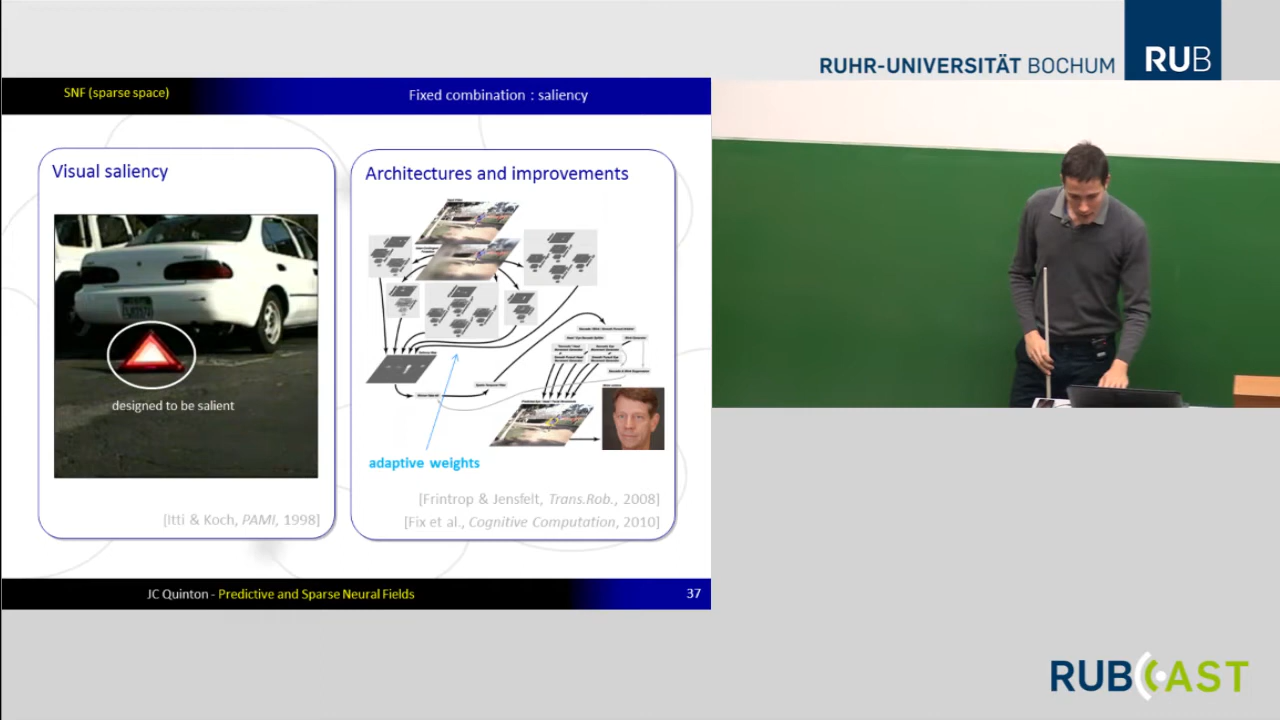 RUHR-UNIVERSITÄT BOCHUM
RUB
SNF (sparse space)
Fixed combination : saliency
Visual saliency
designed to be salient
[Itti & Koch, PAMI, 1998]
Architectures and improvements
adaptive weights
[Frintrop & Jensfelt, Trans.Rob., 2008]
[Fix et al., Cognitive Computation, 2010]
JC Quinton - Predictive and Sparse Neural Fields
37
RUBCAST